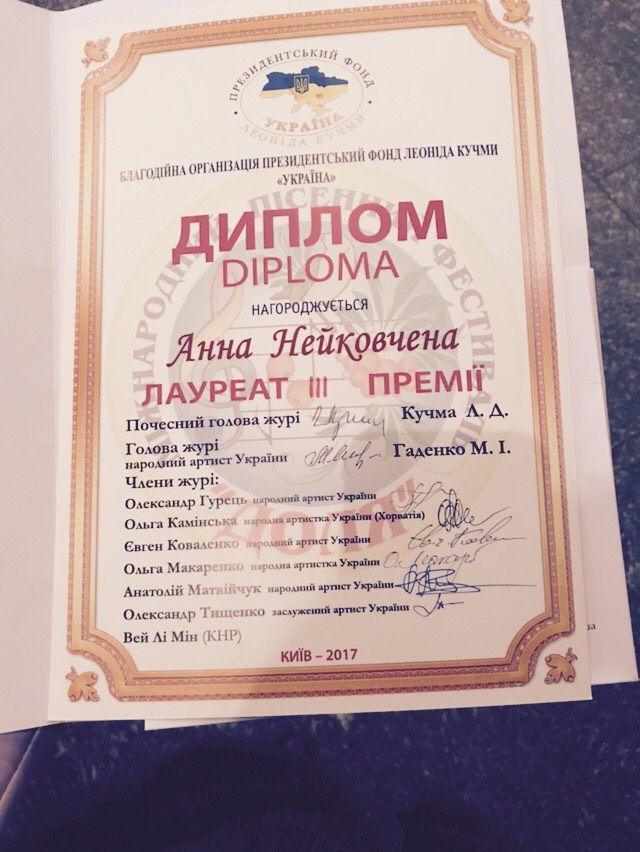 ПРЕЗИДЕНТСЬКИЙ ФОНД
УКРАЇНА
ЛЕОНІДА КУЧМИ
БЛАГОДІЙНА ОРГАНІЗАЦІЯ ПРЕЗИДЕНТСЬКИЙ ФОНД ЛЕОНІДА КУЧМИ
«УКРАЇНА»
МІЖНАРОДНИЙ ПІСЕННИЙ ФЕСТИВАЛЬ
ДИПЛОМ
DIPLOMA
НАГОРОДЖУЄТЬСЯ
Анна Нейковчена
ЛАУРЕАТ III ПРЕМІЇ
Почесний голова журі Кучма Л. Д.
Голова журі
народний артист України Гаденко М. І.
Члени журі:
Олександр Гурець народний артист України
Ольга Камінська народна артистка України (Хорватія)
Євген Коваленко народний артист України
Ольга Макаренко народна артистка України
Анатолій Матвійчук народний артист України
Олександр Тищенко заслужений артист України
Вей Лі Мін (КНР)
КИЇВ – 2017